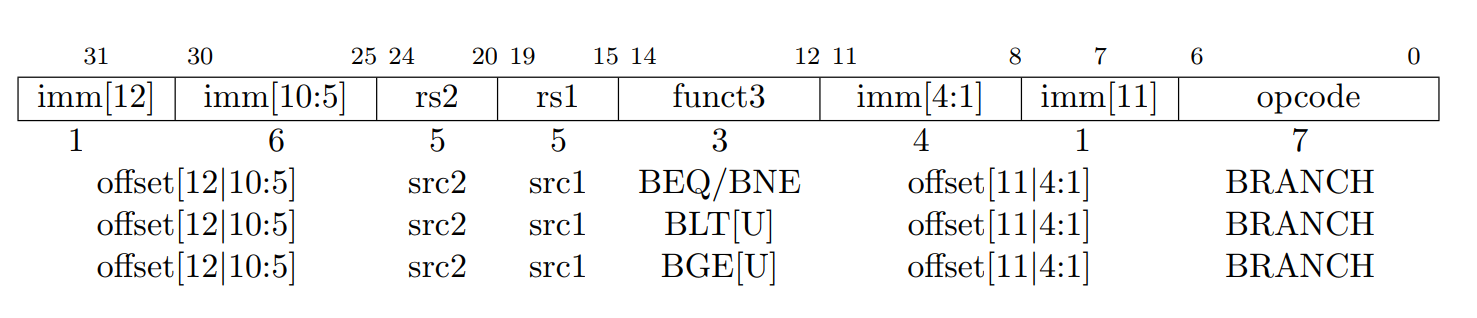 31 30 25 24 20 19 15 14 12 11 8 7 6 0
imm[12] imm[10:5] rs2 rs1 funct3 imm[4:1] imm[11] opcode
1 6 5 5 3 4 1 7
offset[12|10:5] src2 src1 BEQ/BNE offset[11|4:1] BRANCH
offset[12|10:5] src2 src1 BLT[U] offset[11|4:1] BRANCH
offset[12|10:5] src2 src1 BGE[U] offset[11|4:1] BRANCH